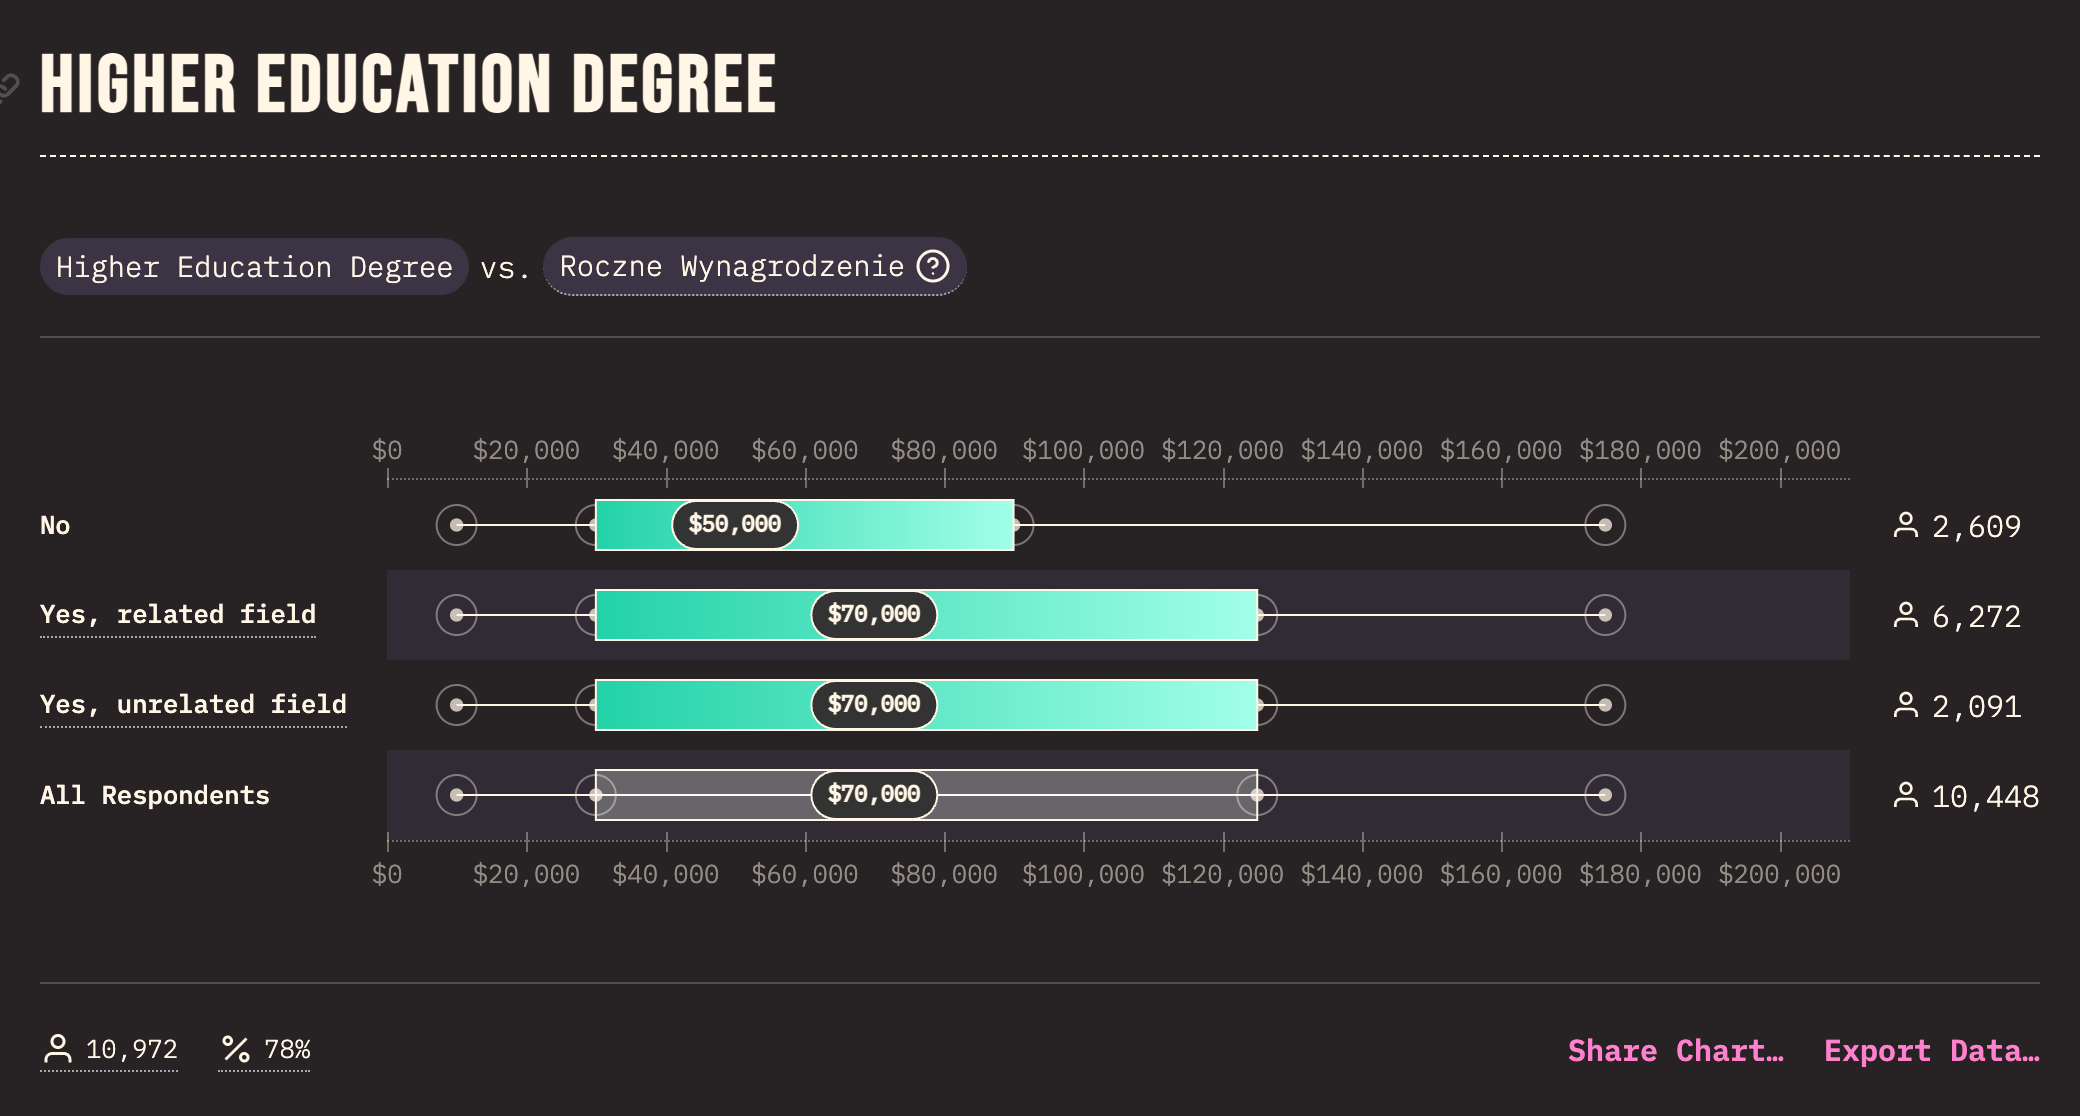 HIGHER EDUCATION DEGREE
Higher Education Degree vs. Roczne Wynagrodzenie ?
$0 $20,000 $40,000 $60,000 $80,000 $100,000 $120,000 $140,000 $160,000 $180,000 $200,000
No $50,000 2,609
Yes, related field $70,000 6,272
Yes, unrelated field $70,000 2,091
All Respondents $70,000 10,448
$0 $20,000 $40,000 $60,000 $80,000 $100,000 $120,000 $140,000 $160,000 $180,000 $200,000
10,972 78% Share Chart… Export Data…